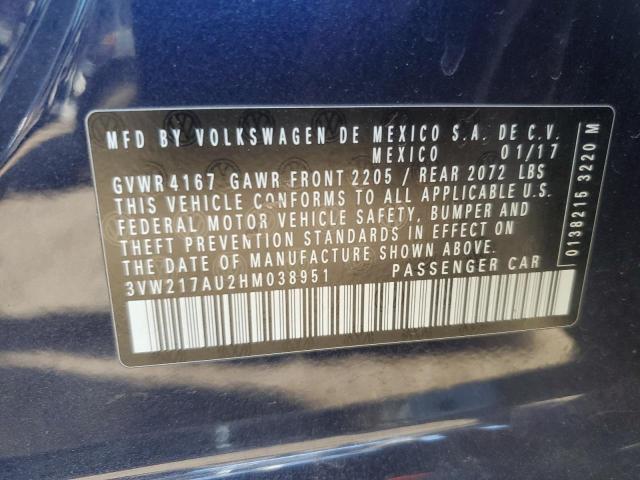 MFD BY VOLKSWAGEN DE MEXICO S.A. DE C.V.
MEXICO 01/17
GVWR 4167 GAWR FRONT 2205 / REAR 2072 LBS
THIS VEHICLE CONFORMS TO ALL APPLICABLE U.S.
FEDERAL MOTOR VEHICLE SAFETY, BUMPER AND
THEFT PREVENTION STANDARDS IN EFFECT ON
THE DATE OF MANUFACTURE SHOWN ABOVE.
3VW217AU2HM038951 PASSENGER CAR
0138215 3220 M